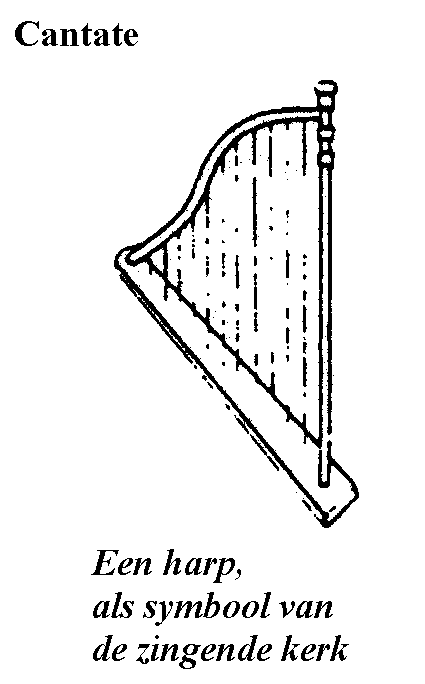 Cantate
Een harp,
als symbool van
de zingende kerk